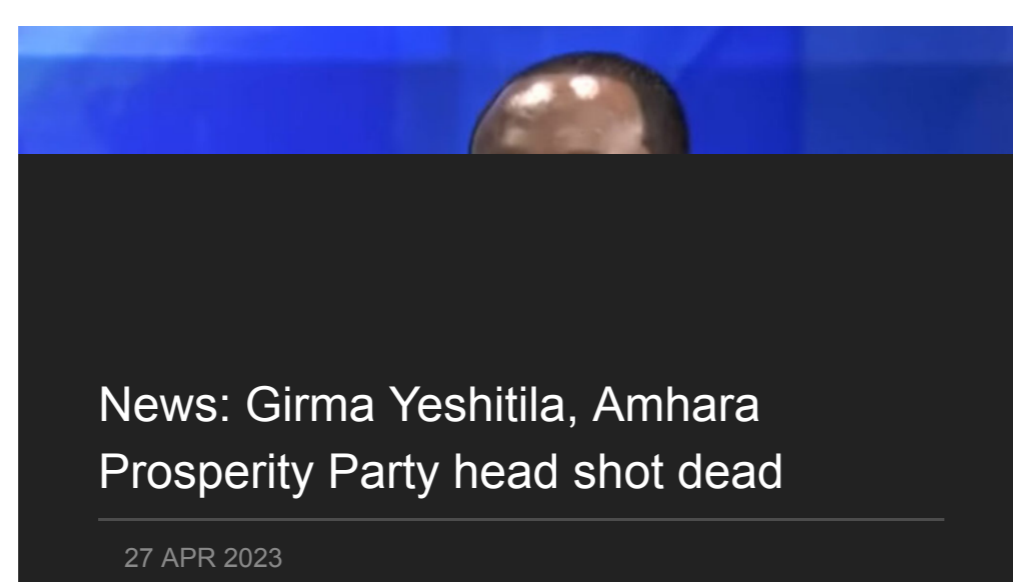 News: Girma Yeshitila, Amhara
Prosperity Party head shot dead
27 APR 2023